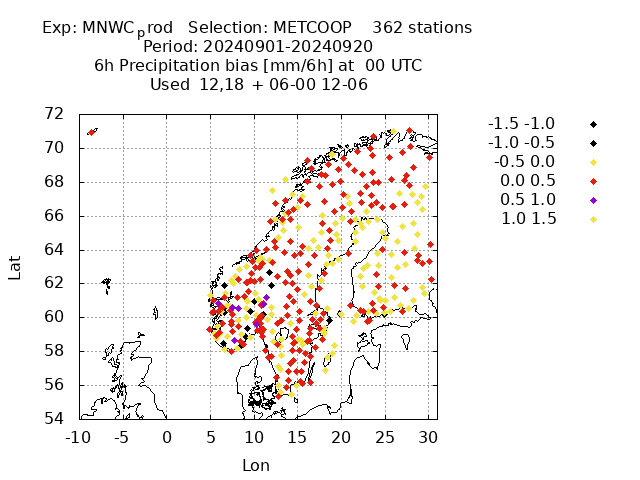 Exp: MNWC_prod Selection: METCOOP 362 stations
Period: 20240901-20240920
6h Precipitation bias [mm/6h] at 00 UTC
Used 12,18 + 06-00 12-06
72
70
68
66
64
62
60
58
56
54
Lat
-10 -5 0 5 10 15 20 25 30
Lon
-1.5 -1.0
-1.0 -0.5
-0.5 0.0
0.0 0.5
0.5 1.0
1.0 1.5